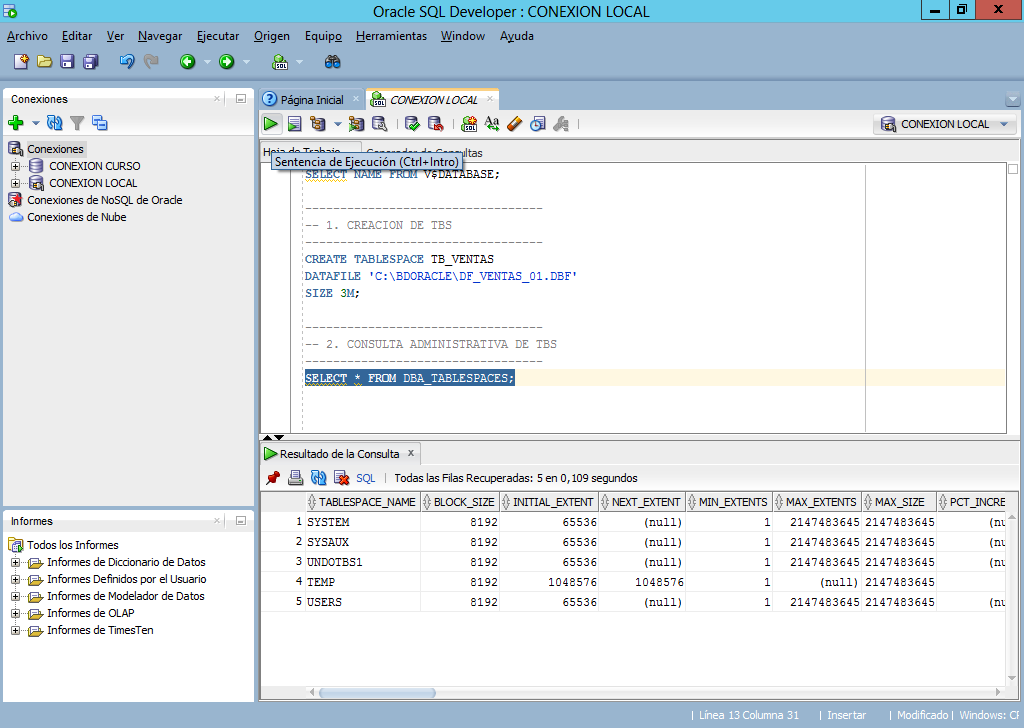 Oracle SQL Developer : CONEXION LOCAL
Archivo Editar Ver Navegar Ejecutar Origen Equipo Herramientas Window Ayuda
Conexiones
Conexiones
CONEXION CURSO
CONEXION LOCAL
Conexiones de NoSQL de Oracle
Conexiones de Nube
Informes
Todos los Informes
Informes de Diccionario de Datos
Informes Definidos por el Usuario
Informes de Modelador de Datos
Informes de OLAP
Informes de TimesTen
Página Inicial
CONEXION LOCAL
CONEXION LOCAL
Sentencia de Ejecución (Ctrl+Intro)
SELECT NAME FROM V$DATABASE;
----------------------------------
-- 1. CREACION DE TBS
----------------------------------
CREATE TABLESPACE TB_VENTAS
DATAFILE 'C:\BDORACLE\DF_VENTAS_01.DBF'
SIZE 3M;
----------------------------------
-- 2. CONSULTA ADMINISTRATIVA DE TBS
----------------------------------
SELECT * FROM DBA_TABLESPACES;
Resultado de la Consulta
SQL | Todas las Filas Recuperadas: 5 en 0,109 segundos
TABLESPACE_NAME BLOCK_SIZE INITIAL_EXTENT NEXT_EXTENT MIN_EXTENTS MAX_EXTENTS MAX_SIZE PCT_INCRE
1 SYSTEM 8192 65536 (null) 1 2147483645 2147483645 (nu
2 SYSAUX 8192 65536 (null) 1 2147483645 2147483645 (nu
3 UNDOTBS1 8192 65536 (null) 1 2147483645 2147483645 (nu
4 TEMP 8192 1048576 1048576 1 (null) 2147483645
5 USERS 8192 65536 (null) 1 2147483645 2147483645 (nu
| Línea 13 Columna 31 | Insertar | Modificado | Windows: CF